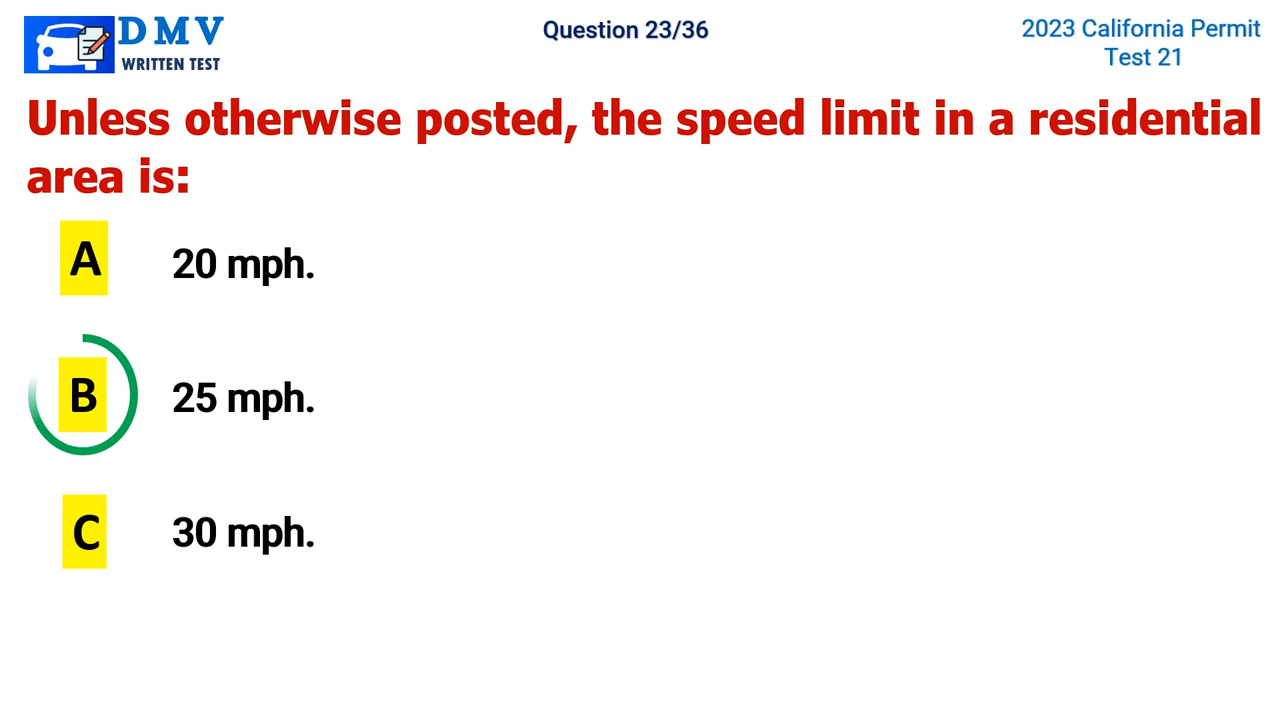 DMV
WRITTEN TEST
Question 23/36
2023 California Permit
Test 21
Unless otherwise posted, the speed limit in a residential
area is:
A 20 mph.
B 25 mph.
C 30 mph.